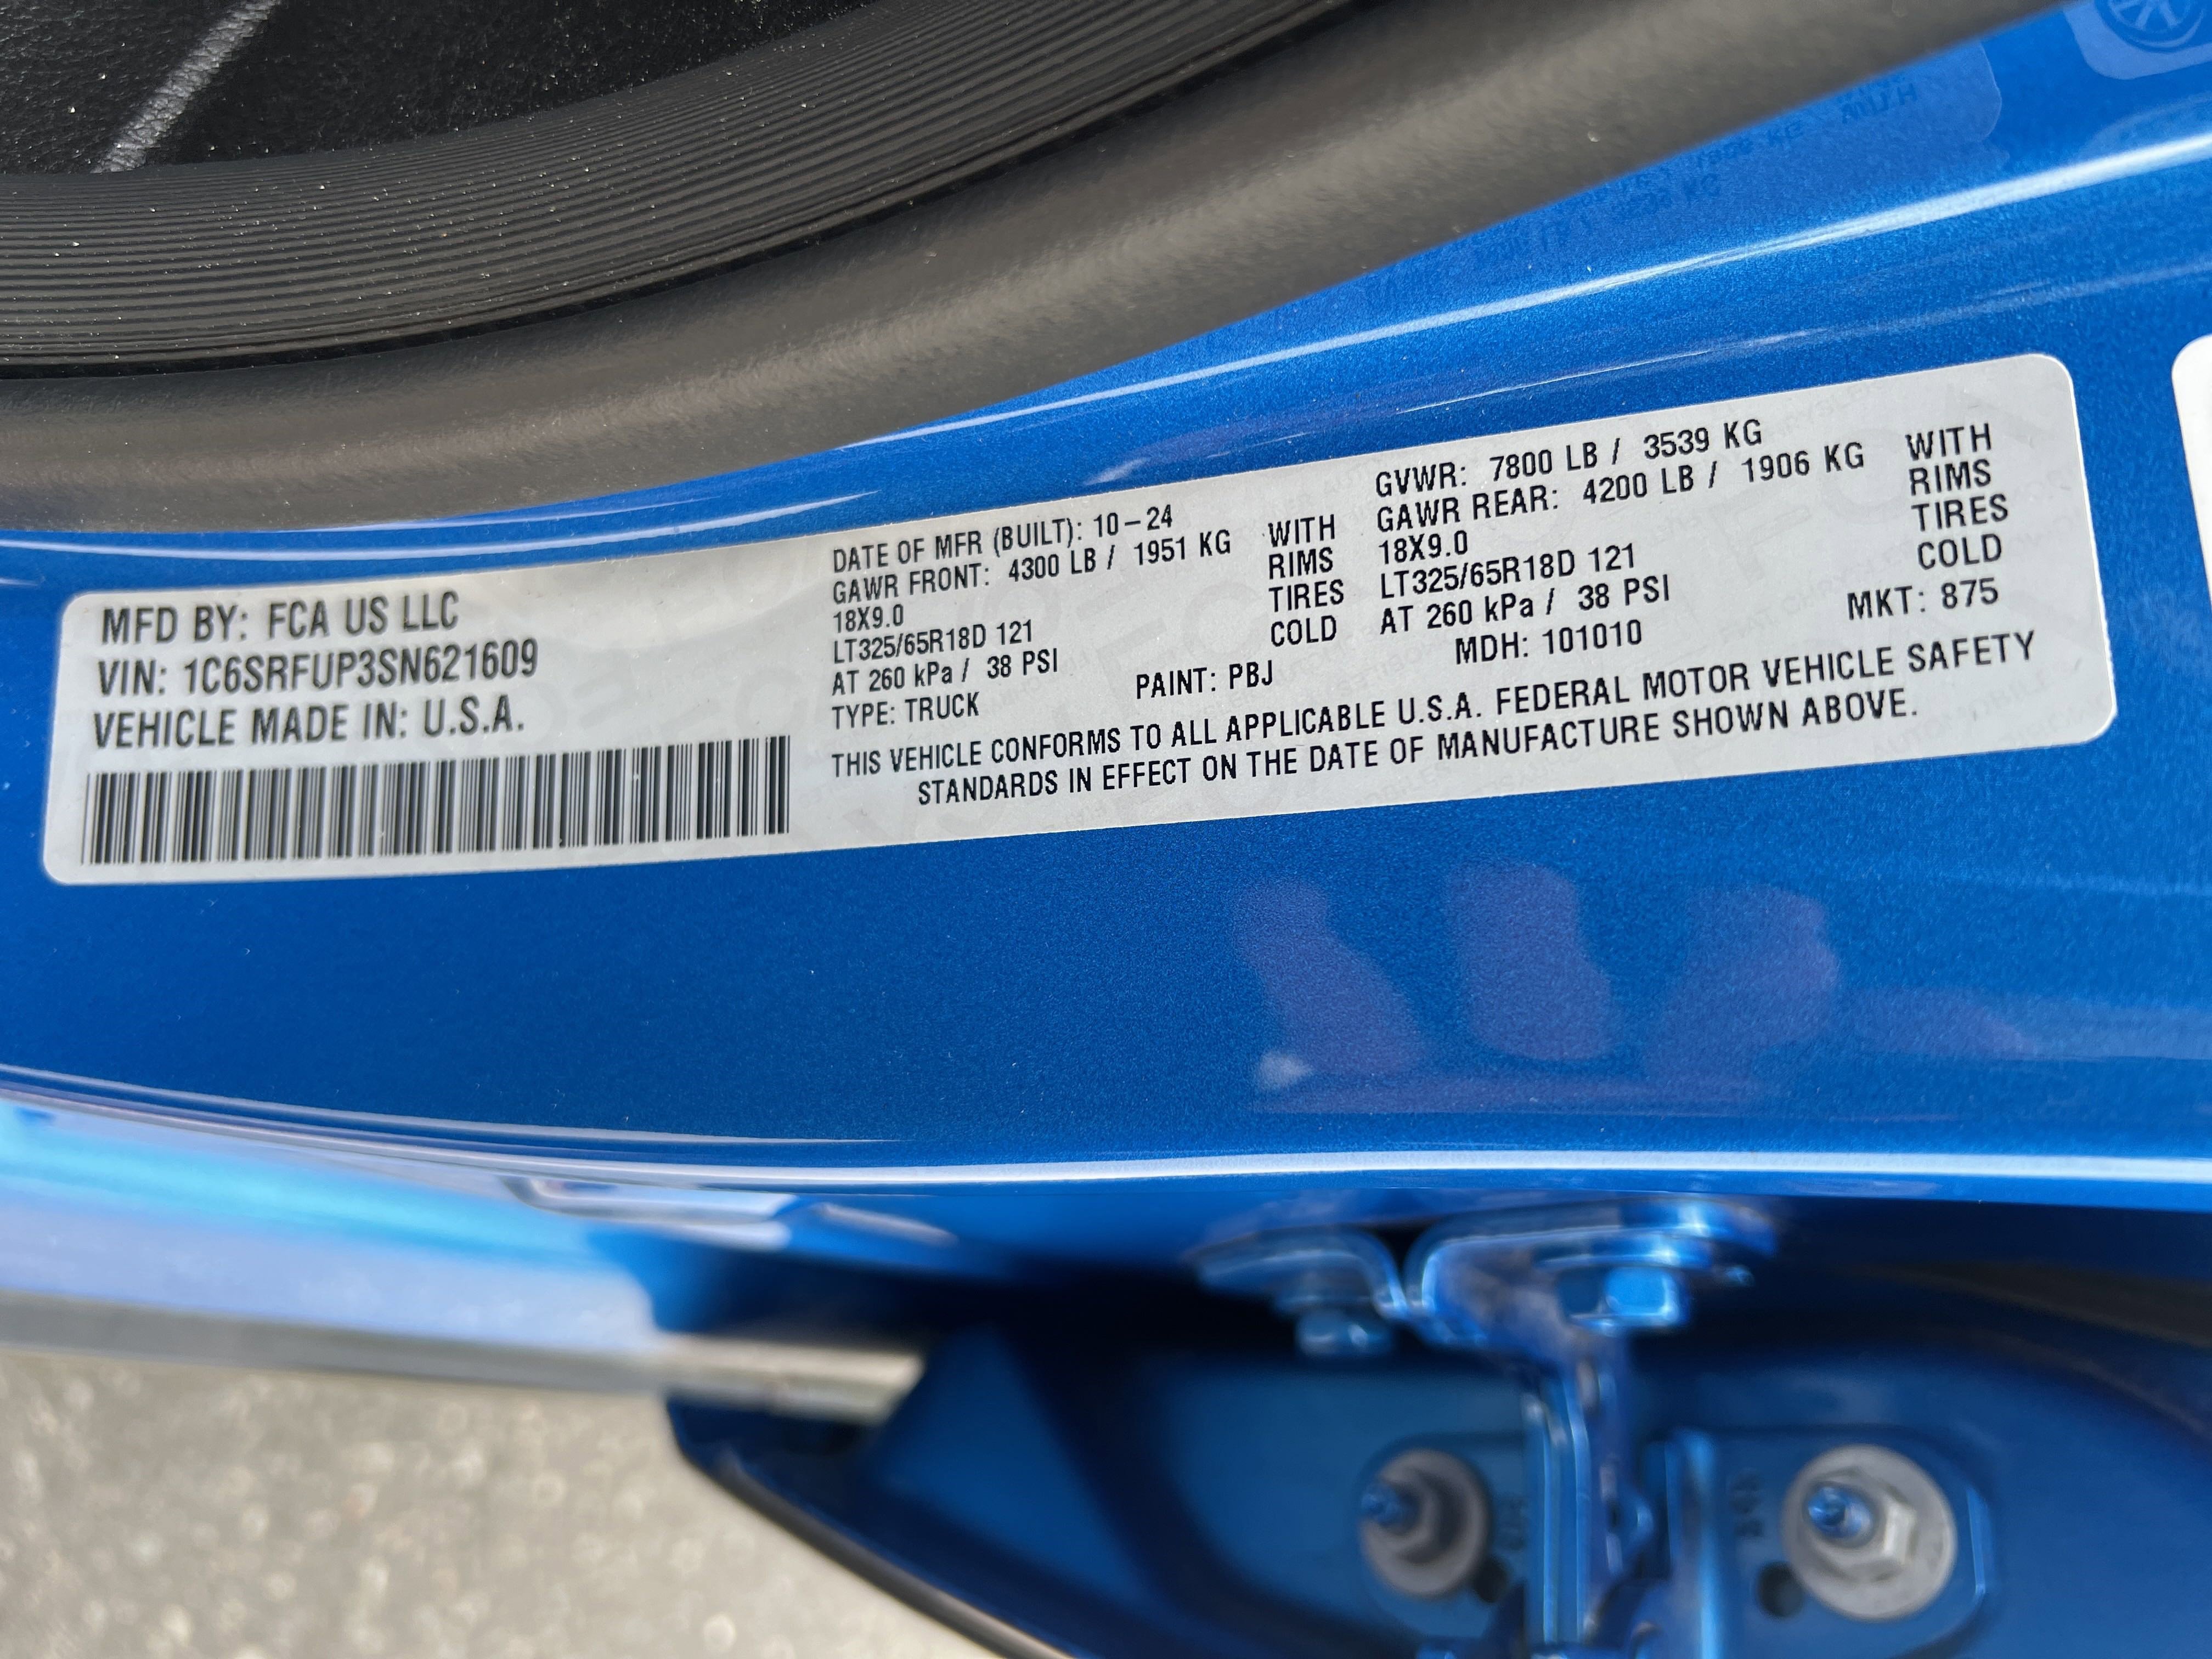 MFD BY: FCA US LLC
VIN: 1C6SRFUP3SN621609
VEHICLE MADE IN: U.S.A.
DATE OF MFR (BUILT): 10-24 GVWR: 7800 LB / 3539 KG
GAWR FRONT: 4300 LB / 1951 KG WITH GAWR REAR: 4200 LB / 1906 KG WITH
18X9.0 RIMS 18X9.0 RIMS
LT325/65R18D 121 TIRES LT325/65R18D 121 TIRES
AT 260 kPa / 38 PSI COLD AT 260 kPa / 38 PSI COLD
TYPE: TRUCK PAINT: PBJ MDH: 101010 MKT: 875
THIS VEHICLE CONFORMS TO ALL APPLICABLE U.S.A. FEDERAL MOTOR VEHICLE SAFETY
STANDARDS IN EFFECT ON THE DATE OF MANUFACTURE SHOWN ABOVE.